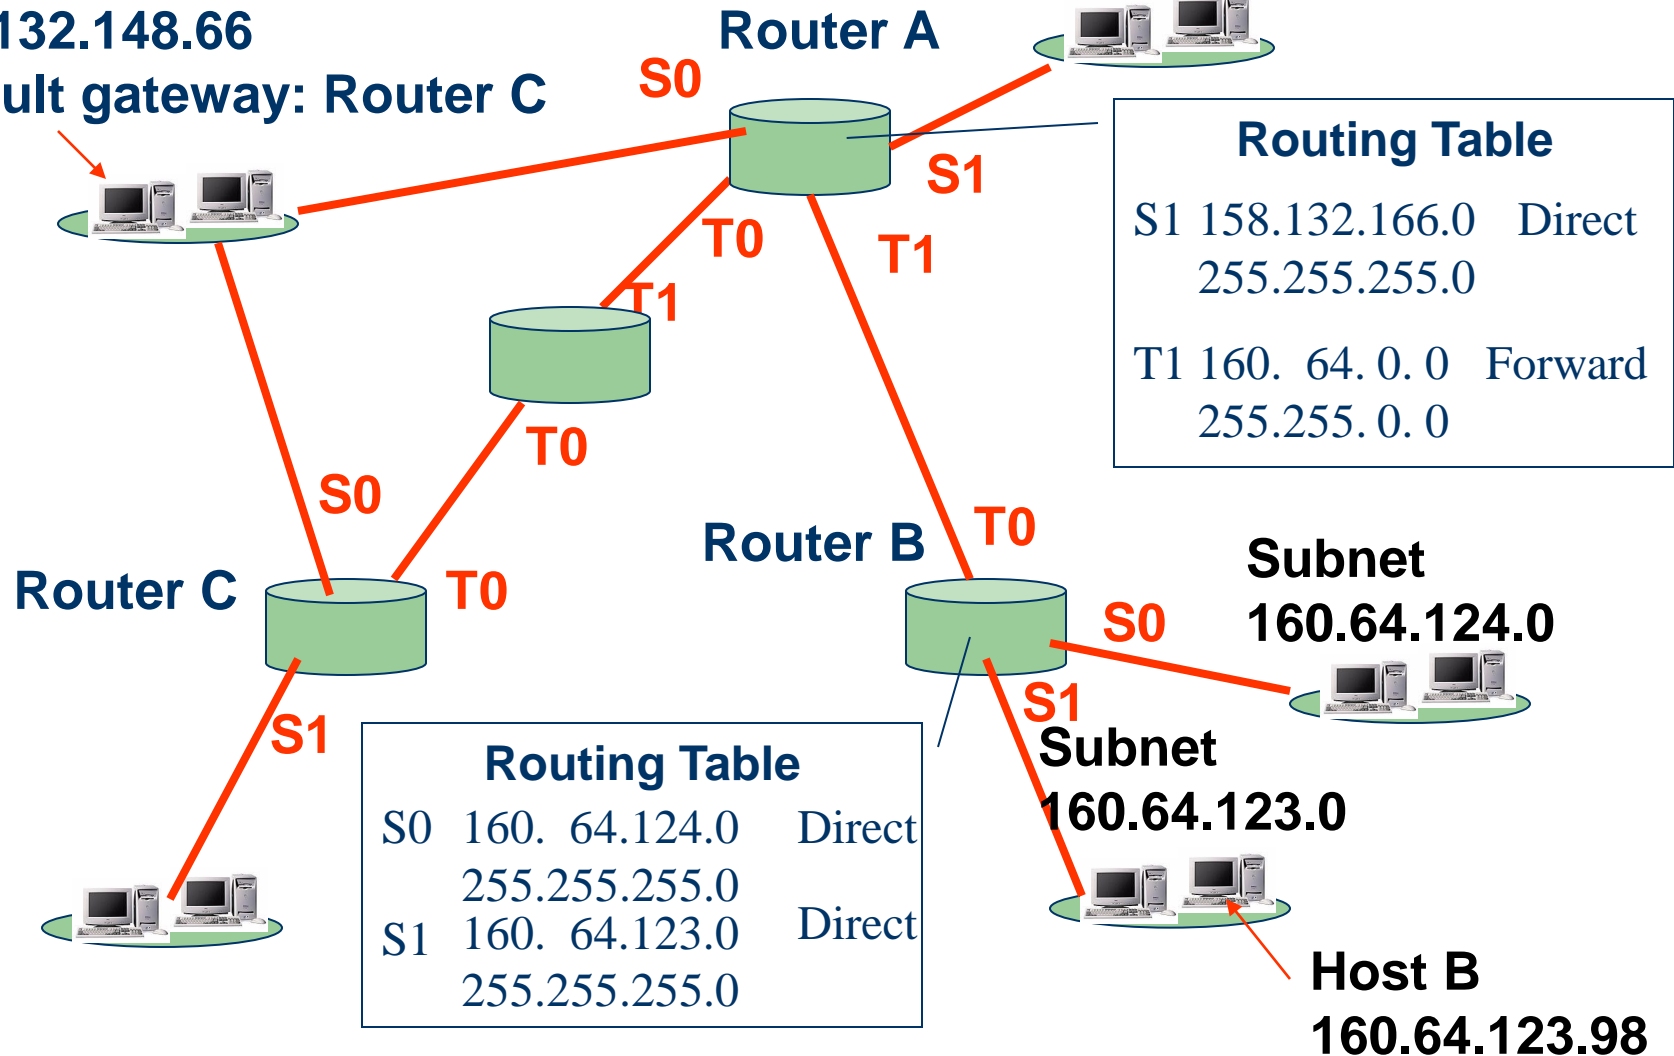 132.148.66
ult gateway: Router C
Router A
S0
S1
T0
T1
T1
Routing Table
S1 158.132.166.0 Direct
255.255.255.0
T1 160. 64. 0. 0 Forward
255.255. 0. 0
T0
S0
Router C
T0
S1
Router B
T0
S0
S1
Subnet
160.64.124.0
Subnet
160.64.123.0
Routing Table
S0 160. 64.124.0 Direct
255.255.255.0
S1 160. 64.123.0 Direct
255.255.255.0
Host B
160.64.123.98